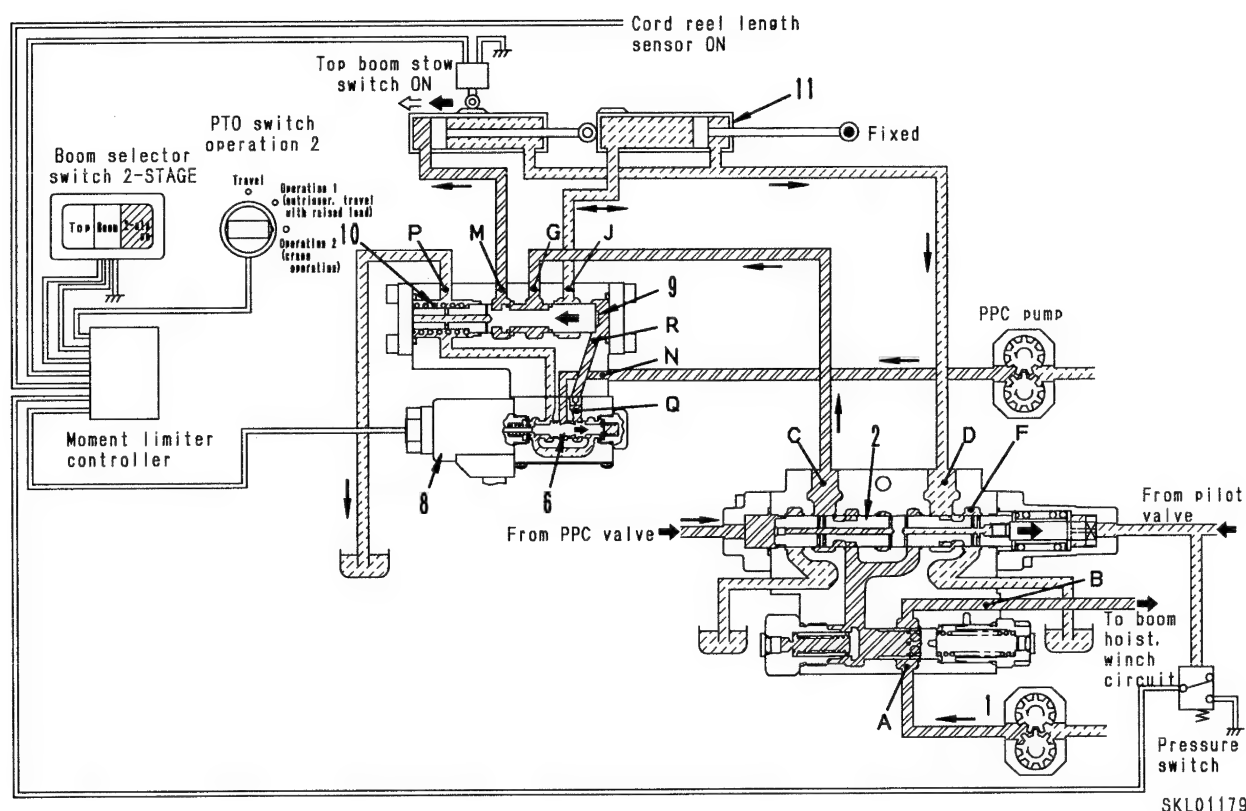 Cord reel length
sensor ON
Top boom stow
switch ON
11
Fixed
PTO switch
operation 2
Boom selector
switch 2-STAGE
Travel
Operation 1
(outrigger, travel
with raised load)
Operation 2
(crane
operation)
Top
Boom
10
P
M
G
J
9
R
N
Q
PPC pump
Moment limiter
controller
8
6
C
2
D
F
From PPC valve
From pilot
valve
B
To boom
hoist,
winch
circuit
A
1
Pressure
switch
SKL01179